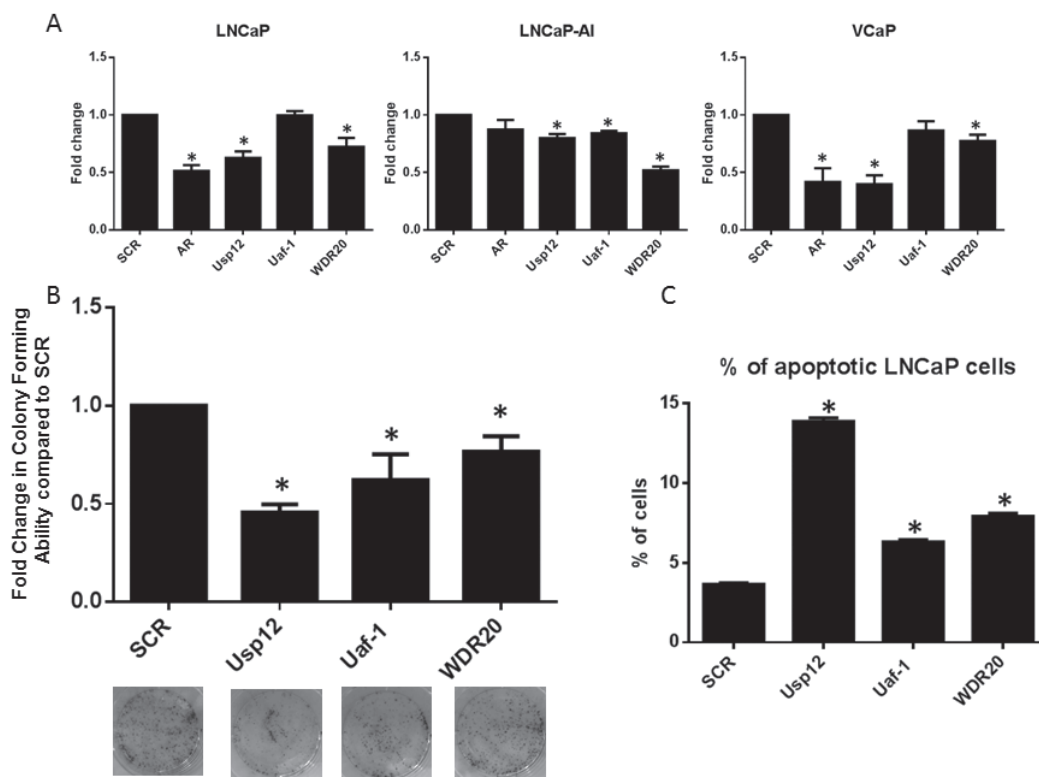 A
LNCaP
Fold change
1.5
1.0
0.5
0.0
*
*
*
SCR
AR
Usp12
Uaf-1
WDR20
LNCaP-AI
Fold change
1.5
1.0
0.5
0.0
*
*
*
SCR
AR
Usp12
Uaf-1
WDR20
VCaP
Fold change
1.5
1.0
0.5
0.0
*
*
*
SCR
AR
Usp12
Uaf-1
WDR20
B
Fold Change in Colony Forming
Ability compared to SCR
1.5
1.0
0.5
0.0
*
*
*
SCR
Usp12
Uaf-1
WDR20
C
% of apoptotic LNCaP cells
% of cells
15
10
5
0
*
*
*
SCR
Usp12
Uaf-1
WDR20